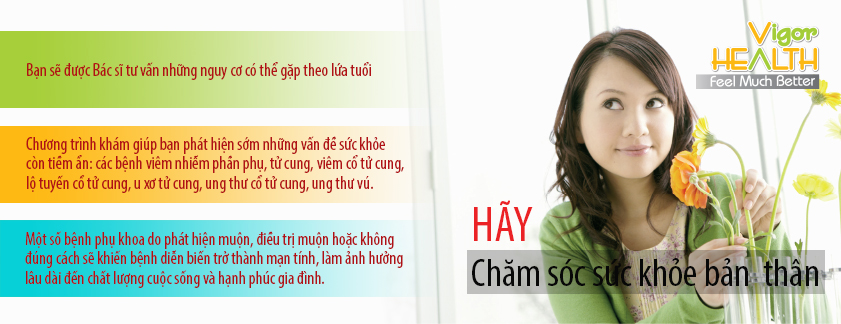 Bạn sẽ được Bác sĩ tư vấn những nguy cơ có thể gặp theo lứa tuổi
Chương trình khám giúp bạn phát hiện sớm những vấn đề sức khỏe
còn tiềm ẩn: các bệnh viêm nhiễm phần phụ, tử cung, viêm cổ tử cung,
lộ tuyến cổ tử cung, u xơ tử cung, ung thư cổ tử cung, ung thư vú.
Một số bệnh phụ khoa do phát hiện muộn, điều trị muộn hoặc không
đúng cách sẽ khiến bệnh diễn biến trở thành mạn tính, làm ảnh hưởng
lâu dài đến chất lượng cuộc sống và hạnh phúc gia đình.
Vigor
HEALTH
Feel Much Better
HÃY
Chăm sóc sức khỏe bản thân